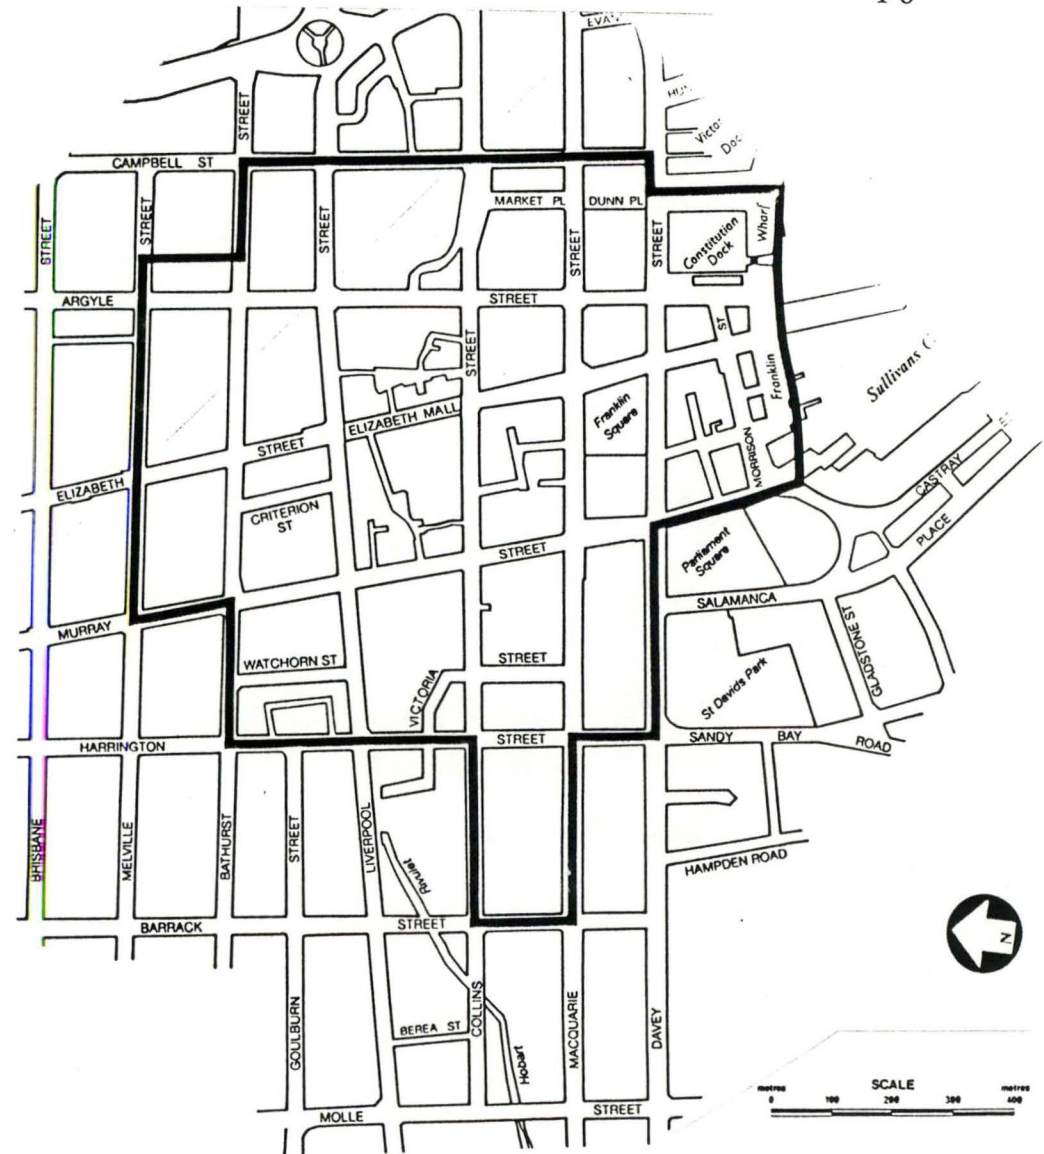 EVAN
STREET
Victo
Doc
CAMPBELL ST
MARKET PL
DUNN PL
STREET
STREET
STREET
STREET
STREET
Constitution
Dock
Wharf
ARGYLE
STREET
ST
STREET
Franklin
Sullivans C
Franklin
Square
ELIZABETH MALL
STREET
MORRISON
ELIZABETH
CRITERION
ST
CASTRAY
PLACE
STREET
Parliament
Square
SALAMANCA
MURRAY
GLADSTONE ST
WATCHORN ST
STREET
VICTORIA
St Davids Park
HARRINGTON
STREET
SANDY BAY ROAD
BRISBANE
MELVILLE
BATHURST
STREET
LIVERPOOL
Rivulet
HAMPDEN ROAD
BARRACK
STREET
N
GOULBURN
BEREA ST
COLLINS
Hobart
MACQUARIE
DAVEY
metres SCALE metres
0 100 200 300 400
MOLLE
STREET